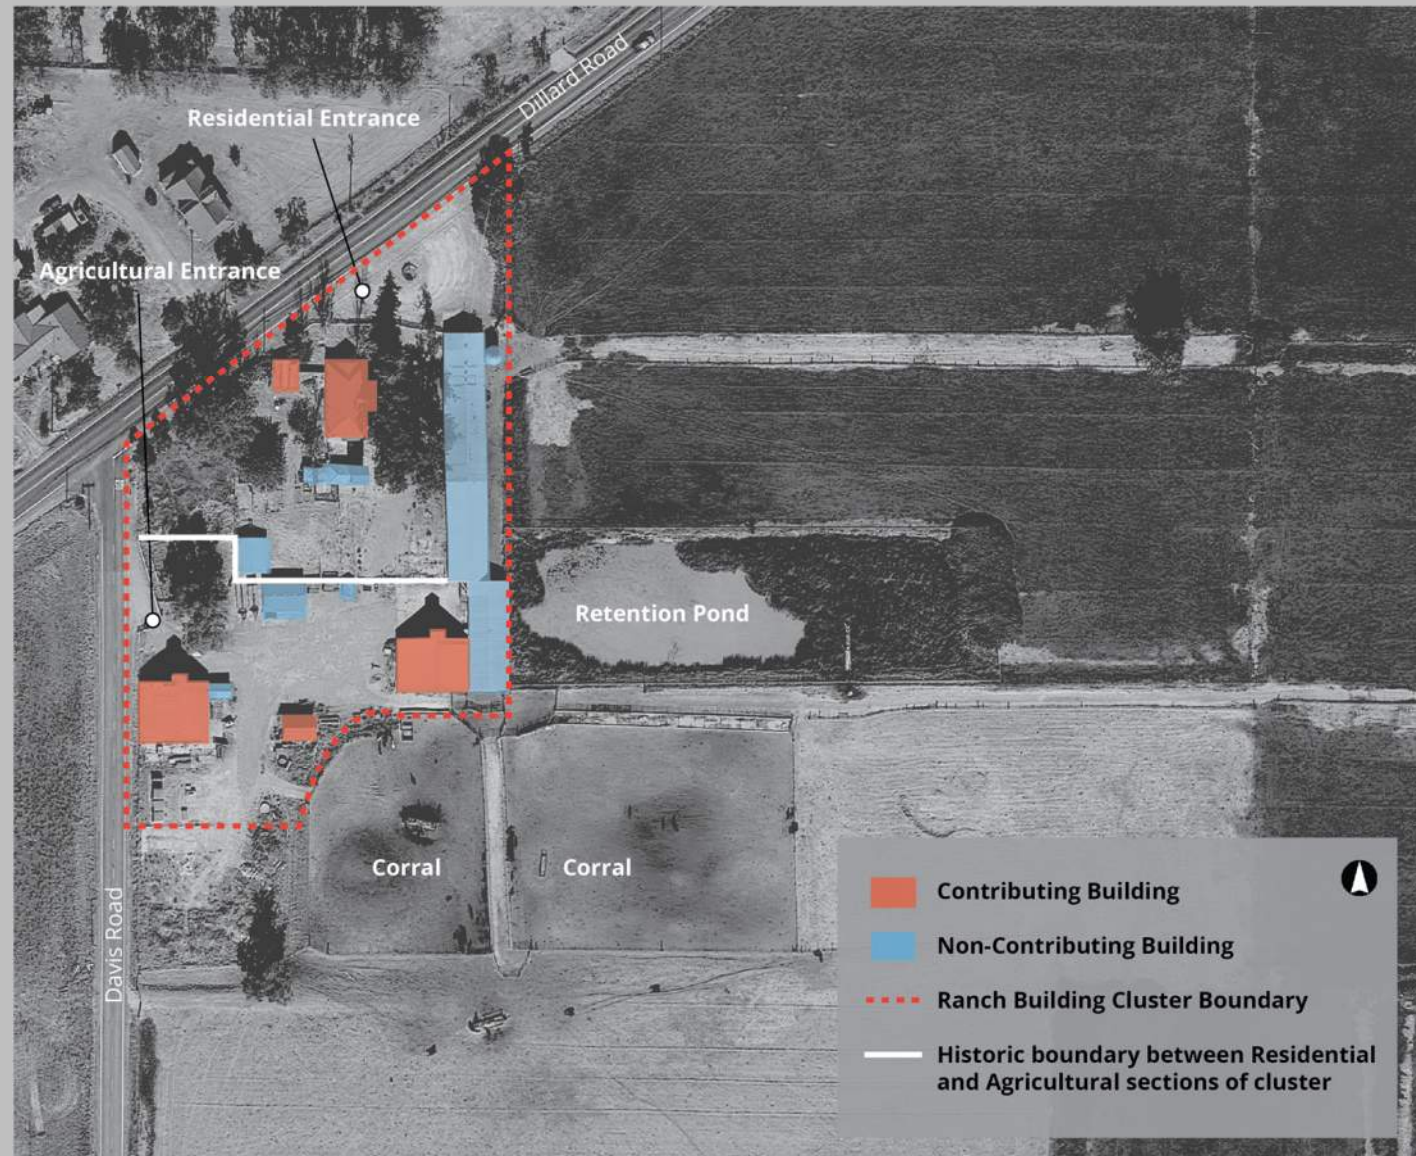 Dillard Road
Residential Entrance
Agricultural Entrance
Retention Pond
Corral
Corral
Davis Road
Contributing Building
Non-Contributing Building
Ranch Building Cluster Boundary
Historic boundary between Residential
and Agricultural sections of cluster